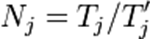 N_j = T_j/T'_j